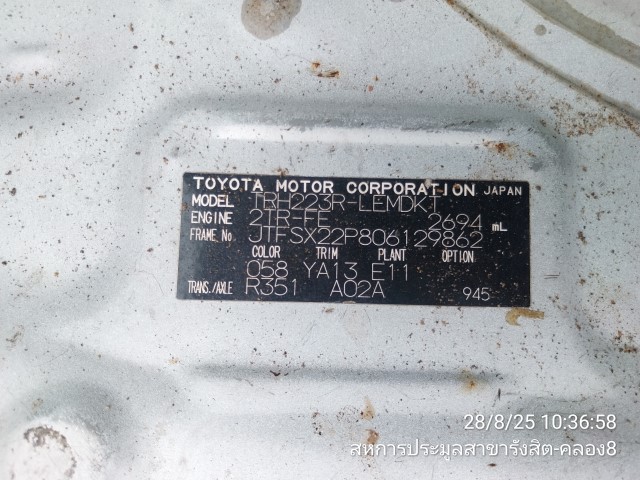 TOYOTA MOTOR CORPORATION JAPAN
MODEL TRH223R-LEMDKT
ENGINE 2TR-FE 2694 mL
FRAME No. JTFSX22P806129862
COLOR TRIM PLANT OPTION
058 YA13 E11
TRANS./AXLE R351 A02A 945
28/8/25 10:36:58
สหการประมูลสาขารังสิต-คลอง8